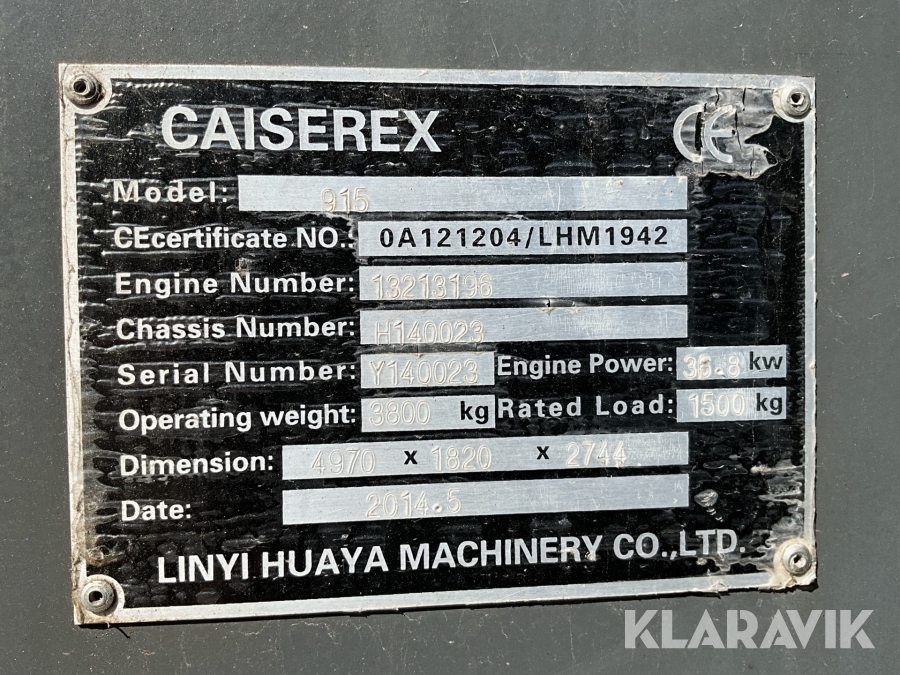 CAISEREX CE
Model: 915
CEcertificate NO.: 0A121204/LHM1942
Engine Number: 13213196
Chassis Number: H140023
Serial Number: Y140023 Engine Power: kw
Operating weight: 3800 kg Rated Load: 1500 kg
Dimension: 4970 x 1820 x 2744
Date: 2014.5
LINYI HUAYA MACHINERY CO.,LTD.
KLARAVIK